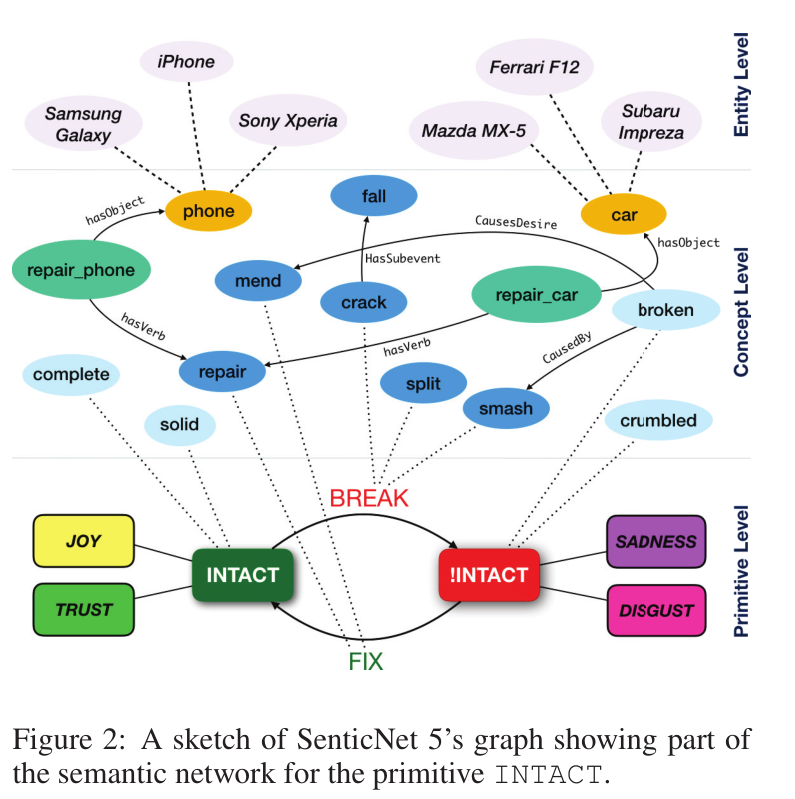 iPhone
Samsung
Galaxy
Sony Xperia
Ferrari F12
Mazda MX-5
Subaru
Impreza
Entity Level
fall
phone
car
hasObject
CausesDesire
hasObject
repair_phone
mend
HasSubevent
crack
repair_car
broken
Concept Level
hasVerb
hasVerb
CausedBy
complete
repair
split
smash
solid
crumbled
BREAK
JOY
TRUST
INTACT
!INTACT
SADNESS
DISGUST
Primitive Level
FIX
Figure 2: A sketch of SenticNet 5's graph showing part of
the semantic network for the primitive INTACT.